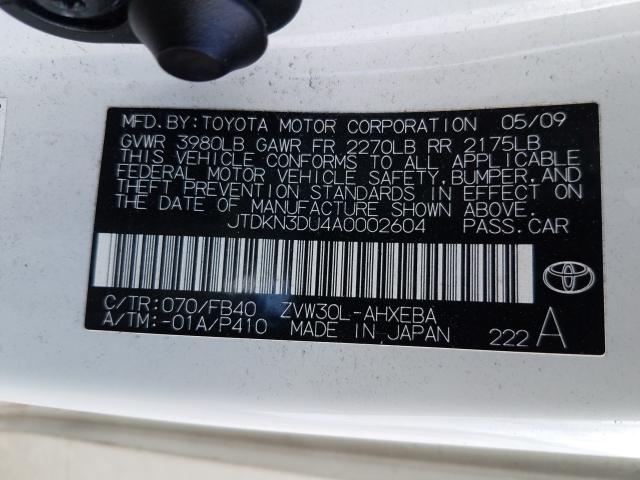 MFD. BY: TOYOTA MOTOR CORPORATION 05/09
GVWR 3980LB GAWR FR 2270LB RR 2175LB
THIS VEHICLE CONFORMS TO ALL APPLICABLE
FEDERAL MOTOR VEHICLE SAFETY, BUMPER, AND
THEFT PREVENTION STANDARDS IN EFFECT ON
THE DATE OF MANUFACTURE SHOWN ABOVE.
JTDKN3DU4A0002604 PASS. CAR
C/TR: 070/FB40 ZVW30L-AHXEBA
A/TM: -01A/P410 MADE IN JAPAN 222 A